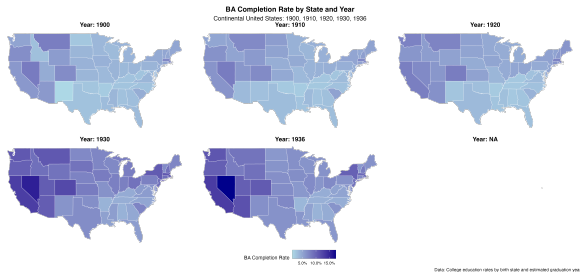 BA Completion Rate by State and Year
Continental United States: 1900, 1910, 1920, 1930, 1936
Year: 1900
Year: 1910
Year: 1920
Year: 1930
Year: 1936
Year: NA
BA Completion Rate
5.0% 10.0% 15.0%
Data: College education rates by birth state and estimated graduation yea